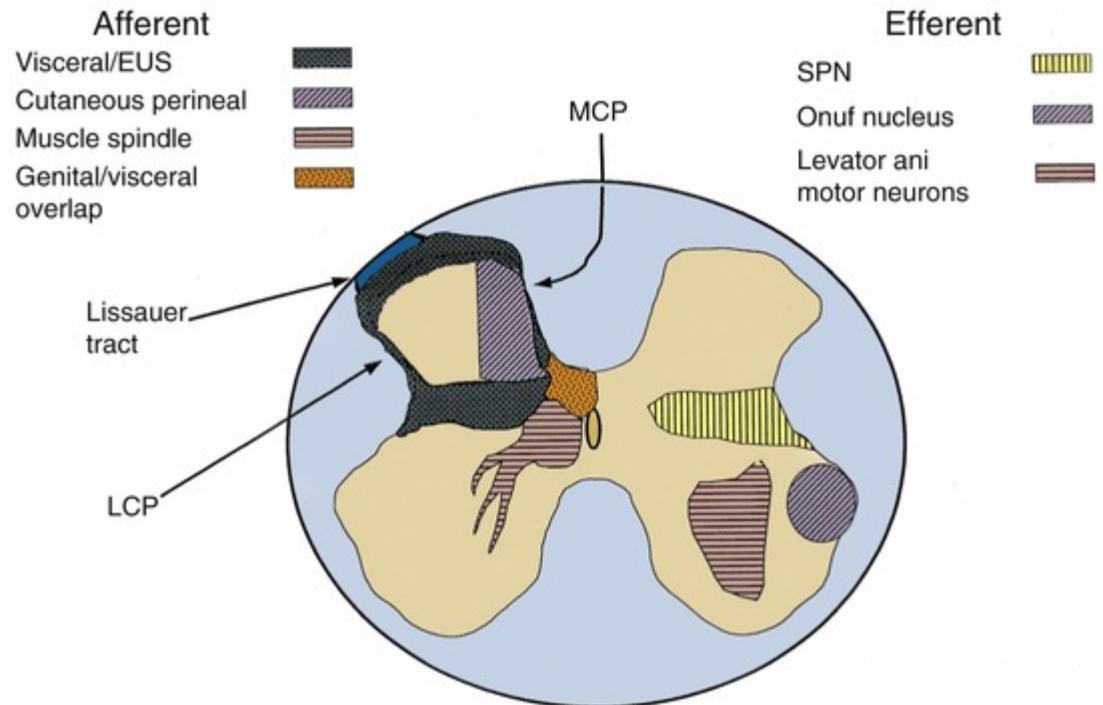 Afferent
Visceral/EUS
Cutaneous perineal
Muscle spindle
Genital/visceral
overlap
Efferent
SPN
Onuf nucleus
Levator ani
motor neurons
MCP
Lissauer
tract
LCP